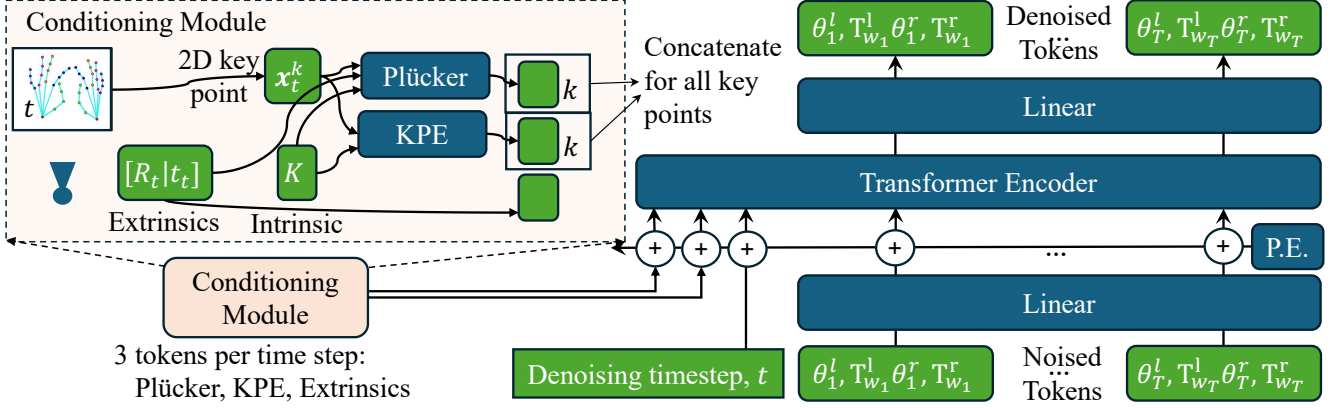 Conditioning Module
t
2D key
point
x_t^k
Plücker
k
Concatenate
for all key
points
KPE
k
[R_t|t_t]
K
Extrinsics
Intrinsic
Conditioning
Module
3 tokens per time step:
Plücker, KPE, Extrinsics
θ_1^l, T_{w_1}^l θ_1^r, T_{w_1}^r
Denoised
...
Tokens
θ_T^l, T_{w_T}^l θ_T^r, T_{w_T}^r
Linear
Transformer Encoder
+ + + + ... + P.E.
Linear
Denoising timestep, t
θ_1^l, T_{w_1}^l θ_1^r, T_{w_1}^r
Noised
...
Tokens
θ_T^l, T_{w_T}^l θ_T^r, T_{w_T}^r